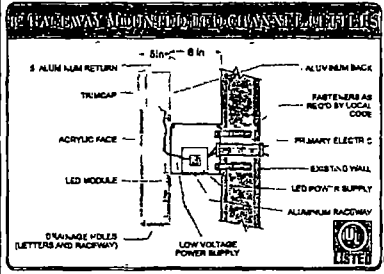 RACEWAY MOUNTED LED CHANNEL LETTERS
5 in
6 in
ALUMINUM RETURN
TRIMCAP
ACRYLIC FACE
LED MODULE
DRAINAGE HOLES
(LETTERS AND RACEWAY)
LOW VOLTAGE
POWER SUPPLY
ALUMINUM BACK
FASTENERS AS
REQ'D BY LOCAL
CODE
PRIMARY ELECTRIC
EXISTING WALL
LED POWER SUPPLY
ALUMINUM RACEWAY
UL
LISTED